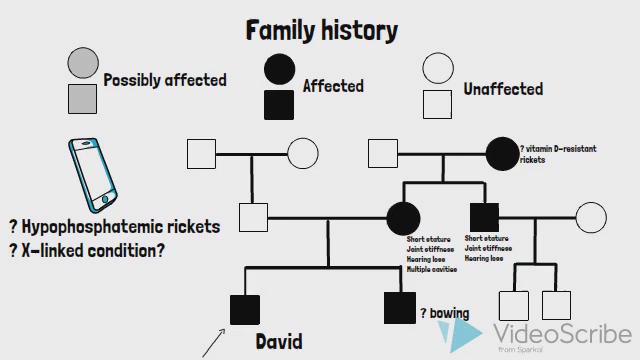 Family history
Possibly affected
Affected
Unaffected
? vitamin D-resistant
rickets
? Hypophosphatemic rickets
? X-linked condition?
Short stature
Joint stiffness
Hearing loss
Multiple cavities
Short stature
Joint stiffness
Hearing loss
? bowing
David
VideoScribe
from Sparkol